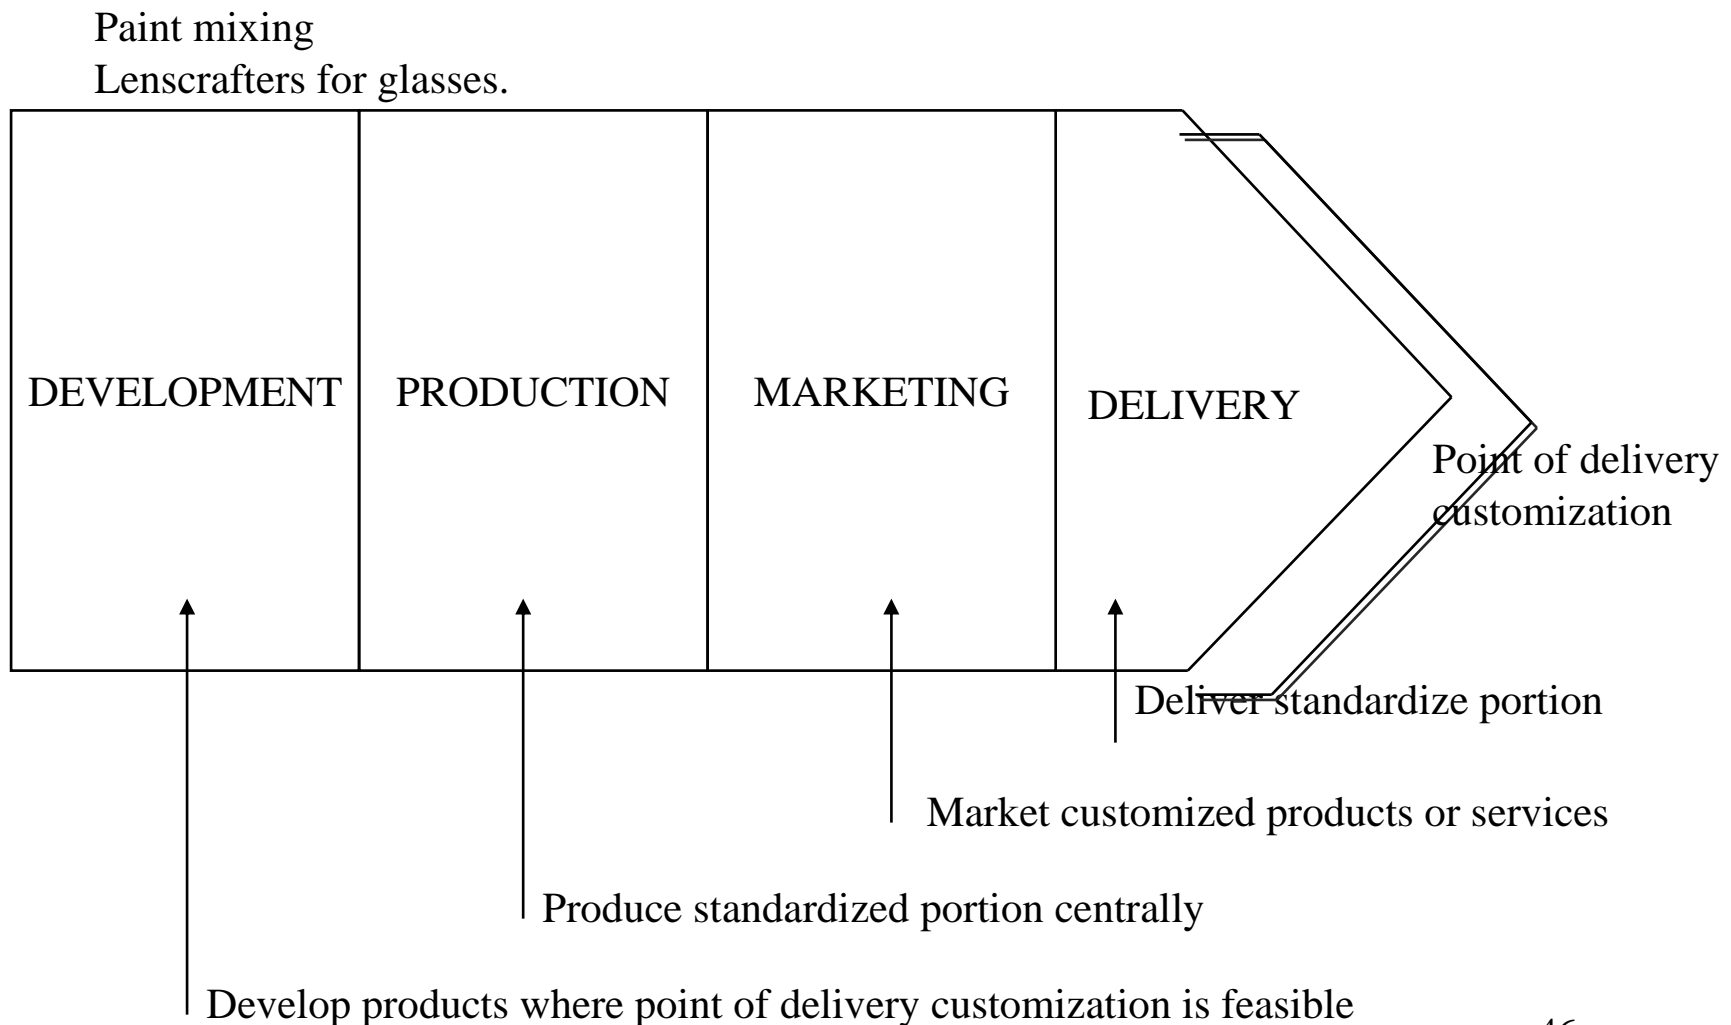 Paint mixing
Lenscrafters for glasses.
DEVELOPMENT
PRODUCTION
MARKETING
DELIVERY
Point of delivery
customization
Deliver standardize portion
Market customized products or services
Produce standardized portion centrally
Develop products where point of delivery customization is feasible
46